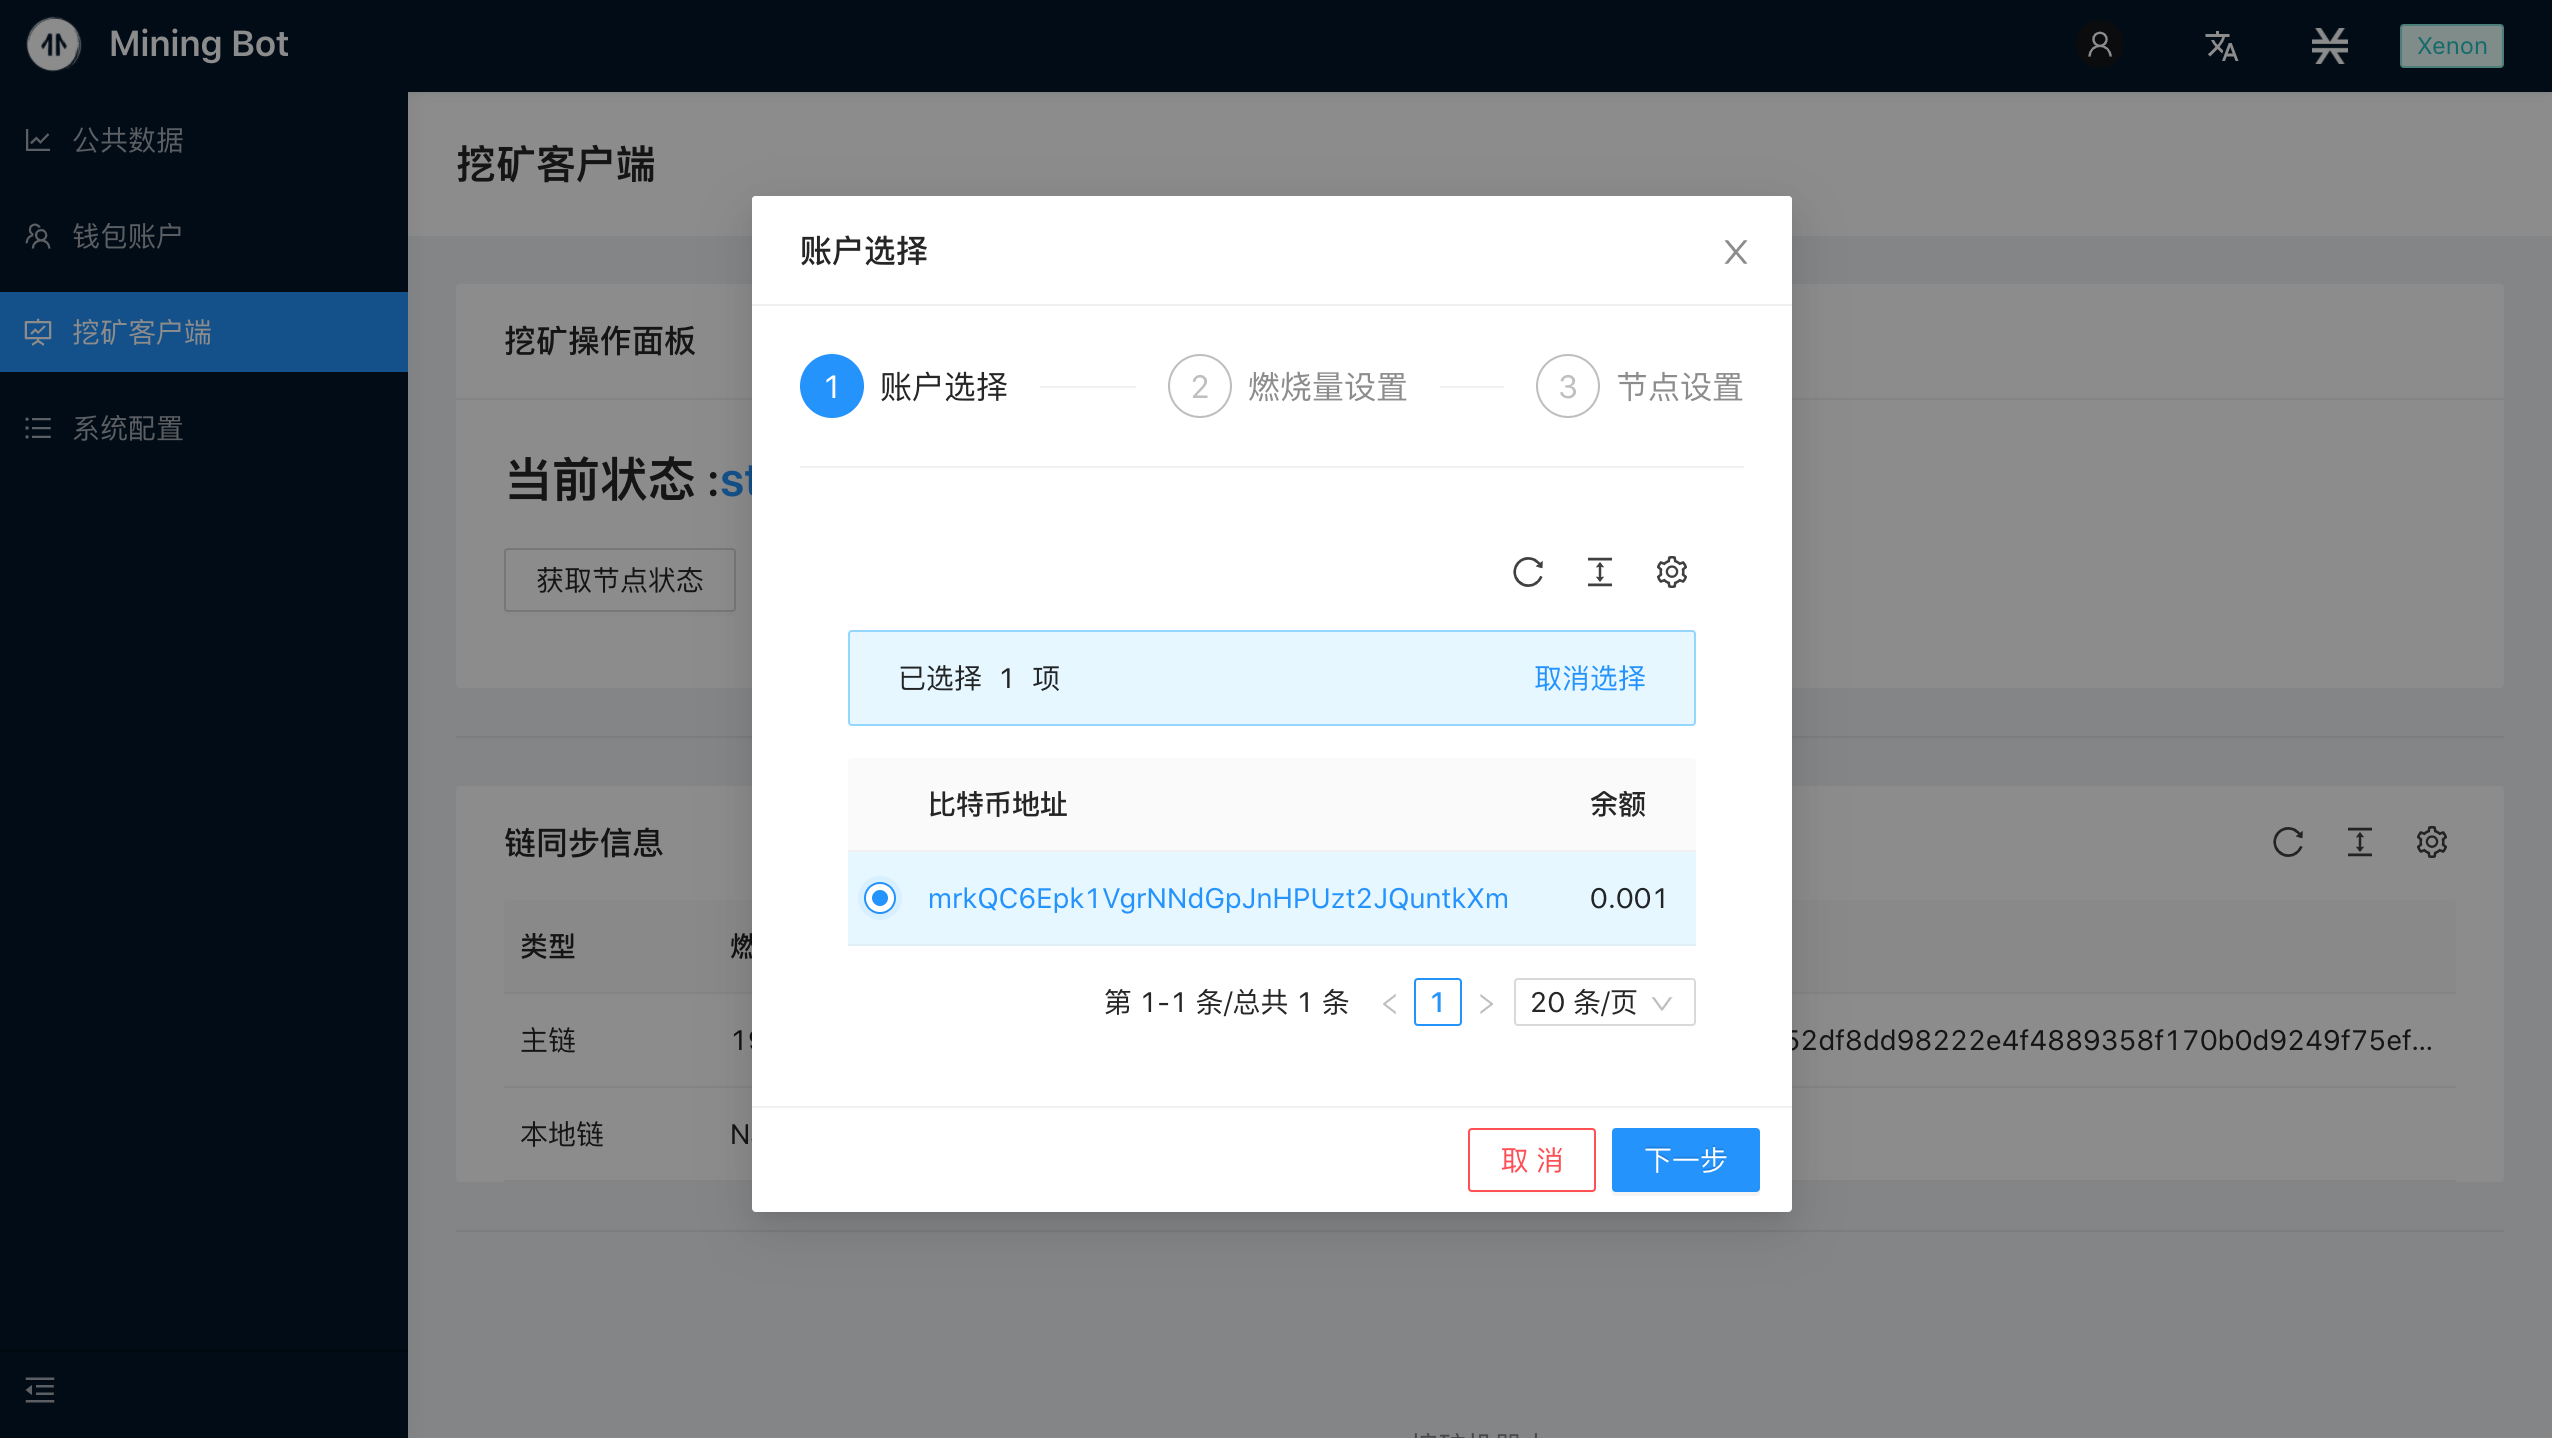 Mining Bot
Xenon
公共数据
钱包账户
挖矿客户端
系统配置
挖矿客户端
挖矿操作面板
当前状态 :st
获取节点状态
链同步信息
类型
主链
52df8dd98222e4f4889358f170b0d9249f75ef...
本地链
账户选择
1 账户选择
2 燃烧量设置
3 节点设置
已选择 1 项
取消选择
比特币地址 余额
mrkQC6Epk1VgrNNdGpJnHPUzt2JQuntkXm 0.001
第 1-1 条/总共 1 条
1
20 条/页
取 消
下一步